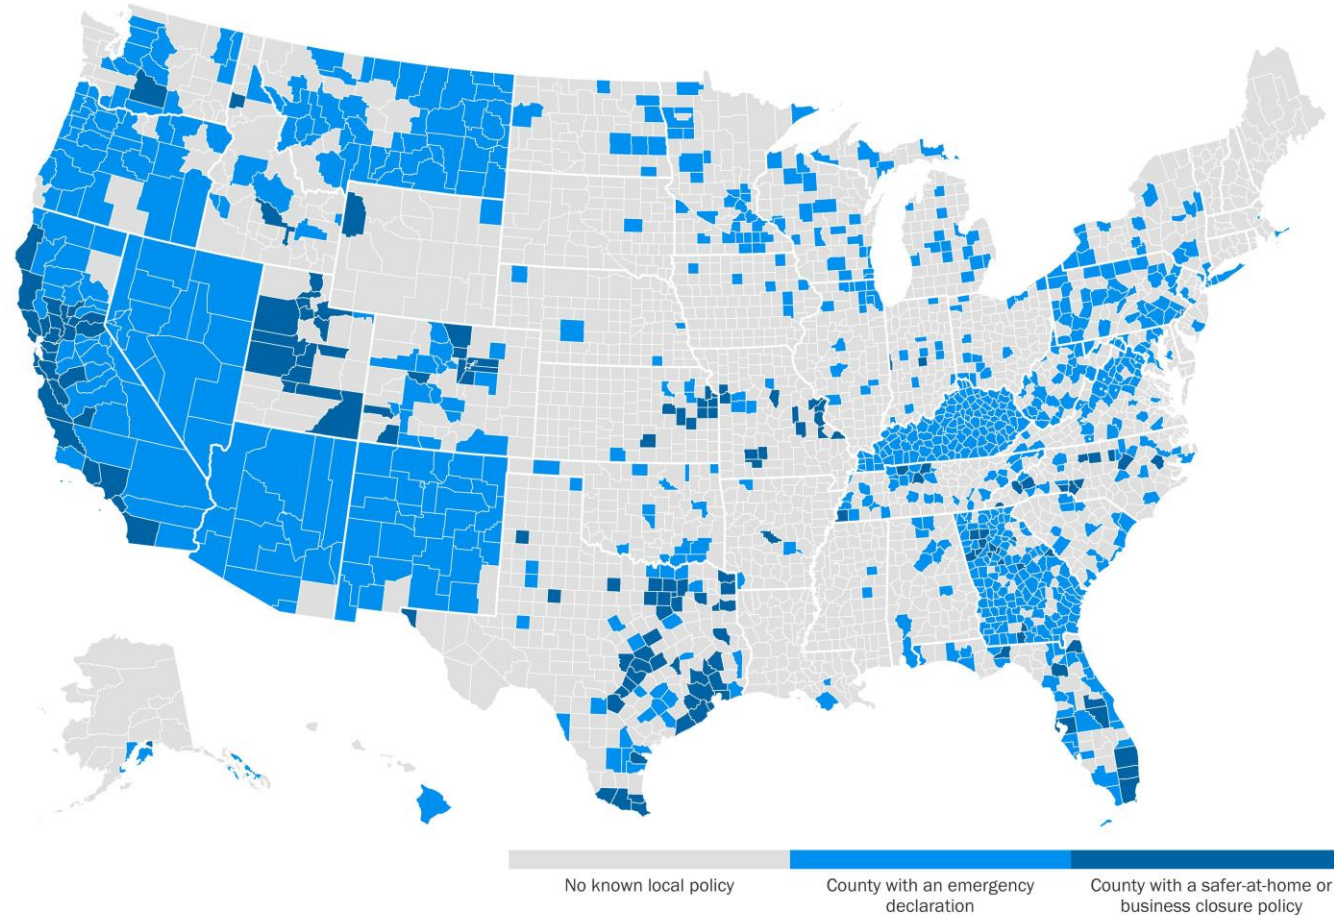 No known local policy
County with an emergency
declaration
County with a safer-at-home or
business closure policy